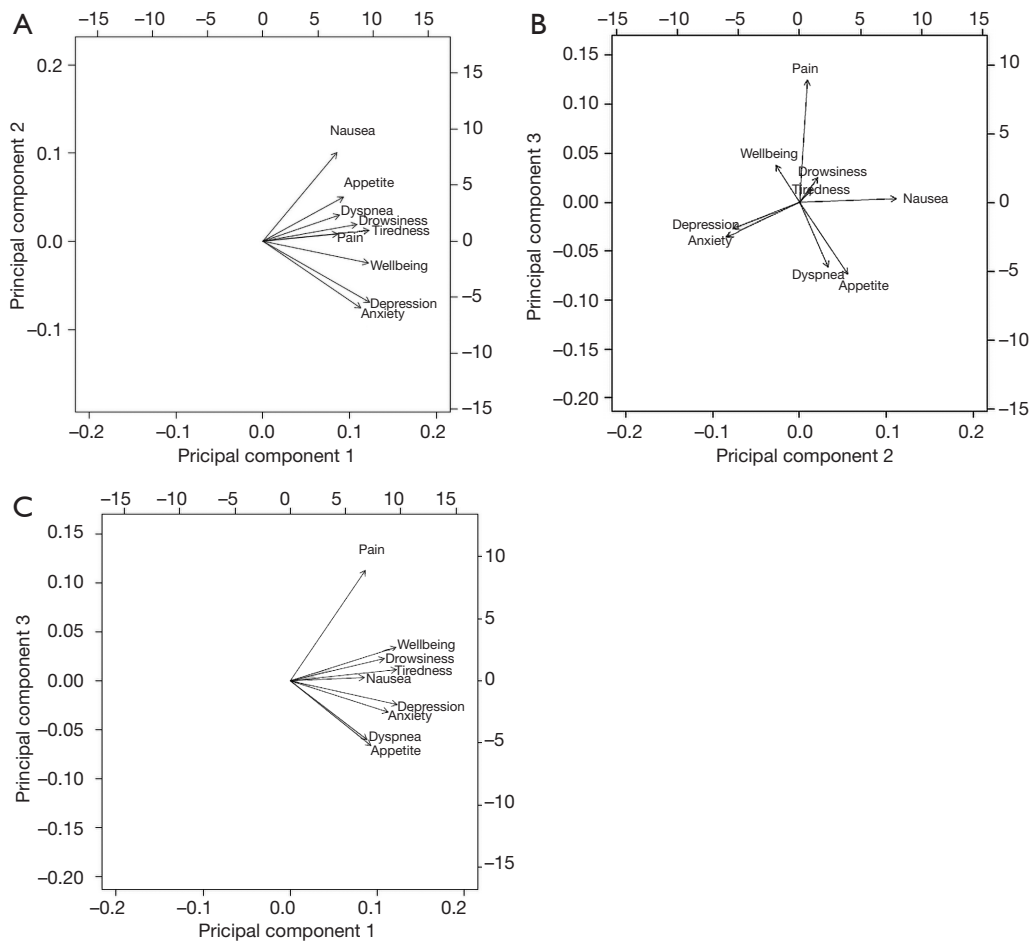 A
−15 −10 −5 0 5 10 15
0.2
0.1
0.0
−0.1
Principal component 2
15
10
5
0
−5
−10
−15
Nausea
Appetite
Dyspnea
Drowsiness
Tiredness
Pain
Wellbeing
Depression
Anxiety
−0.2 −0.1 0.0 0.1 0.2
Pricipal component 1
B
−15 −10 −5 0 5 10 15
0.15
0.10
0.05
0.00
−0.05
−0.10
−0.15
−0.20
Principal component 3
10
5
0
−5
−10
−15
Pain
Wellbeing
Drowsiness
Tiredness
Nausea
Depression
Anxiety
Dyspnea
Appetite
−0.2 −0.1 0.0 0.1 0.2
Pricipal component 2
C
−15 −10 −5 0 5 10 15
0.15
0.10
0.05
0.00
−0.05
−0.10
−0.15
−0.20
Principal component 3
10
5
0
−5
−10
−15
Pain
Wellbeing
Drowsiness
Tiredness
Nausea
Depression
Anxiety
Dyspnea
Appetite
−0.2 −0.1 0.0 0.1 0.2
Pricipal component 1